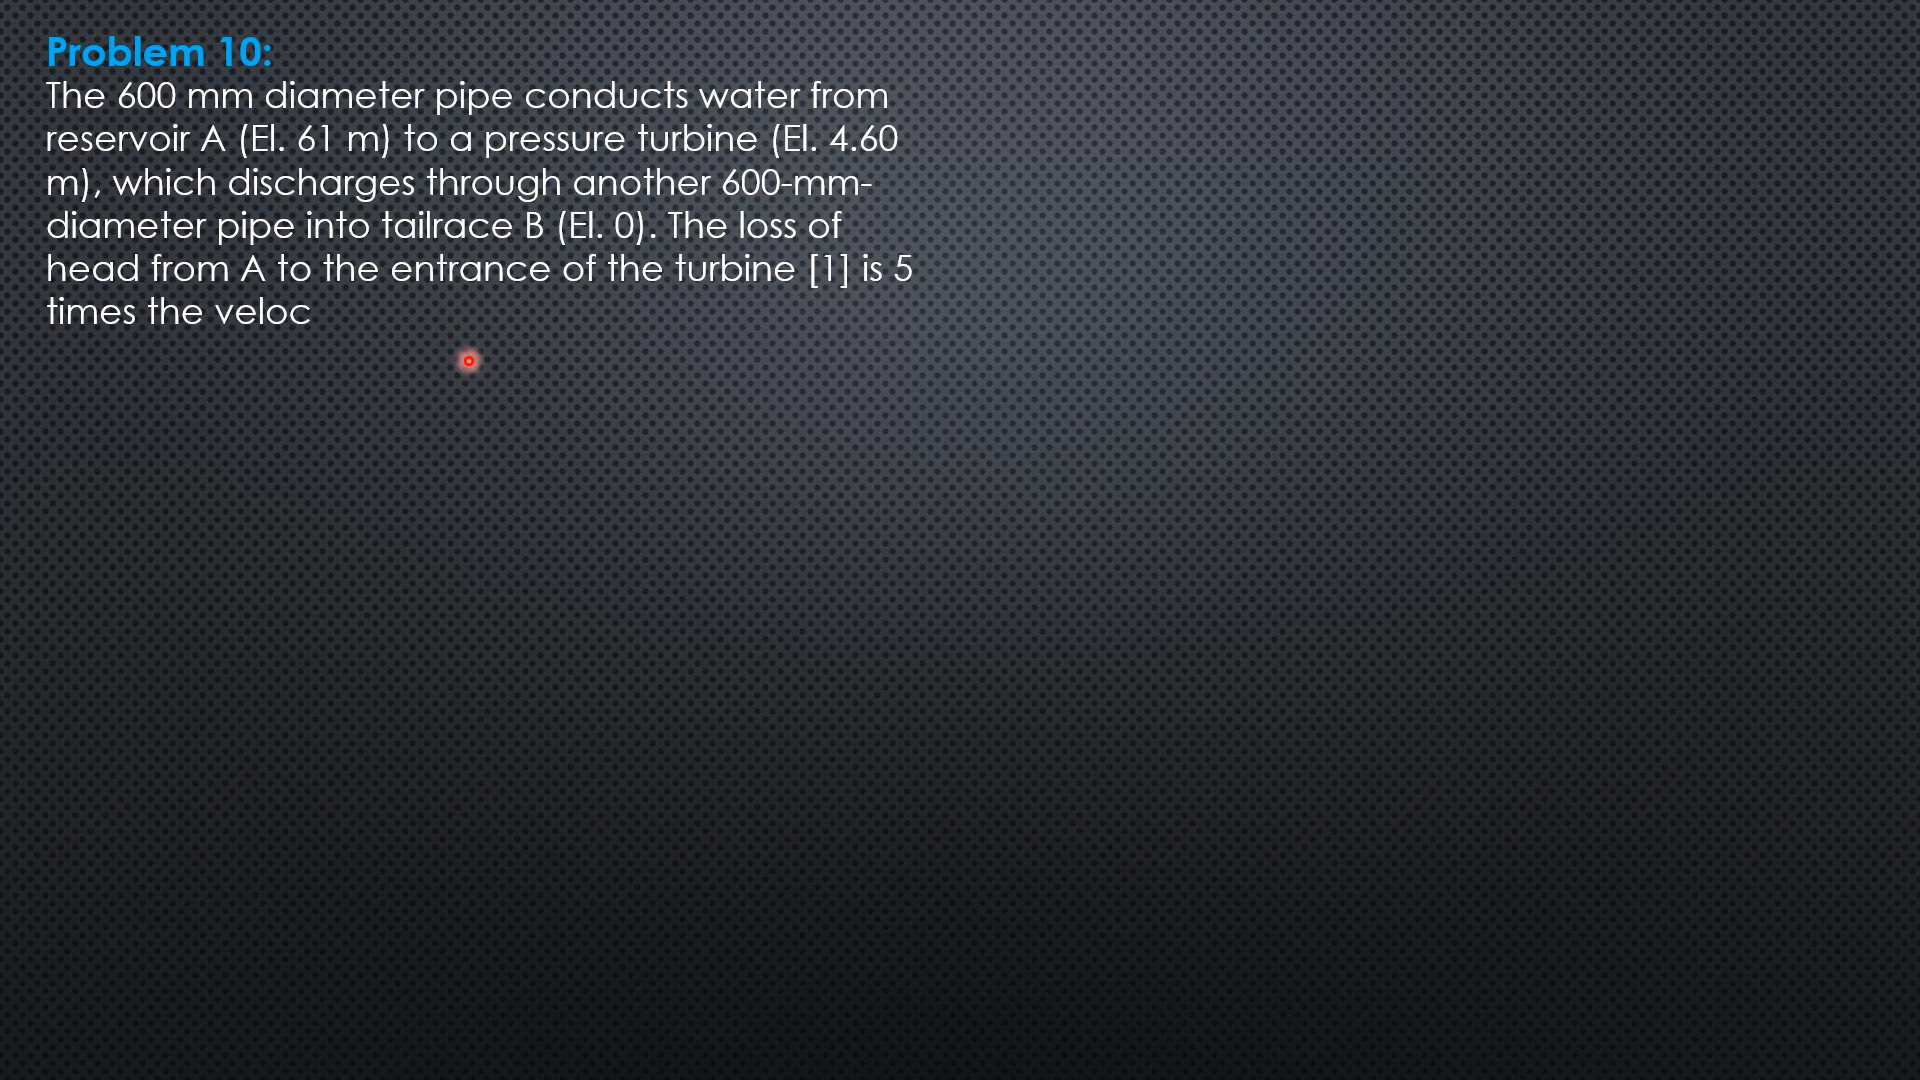 Problem 10:
The 600 mm diameter pipe conducts water from
reservoir A (El. 61 m) to a pressure turbine (El. 4.60
m), which discharges through another 600-mm-
diameter pipe into tailrace B (El. 0). The loss of
head from A to the entrance of the turbine [1] is 5
times the veloc